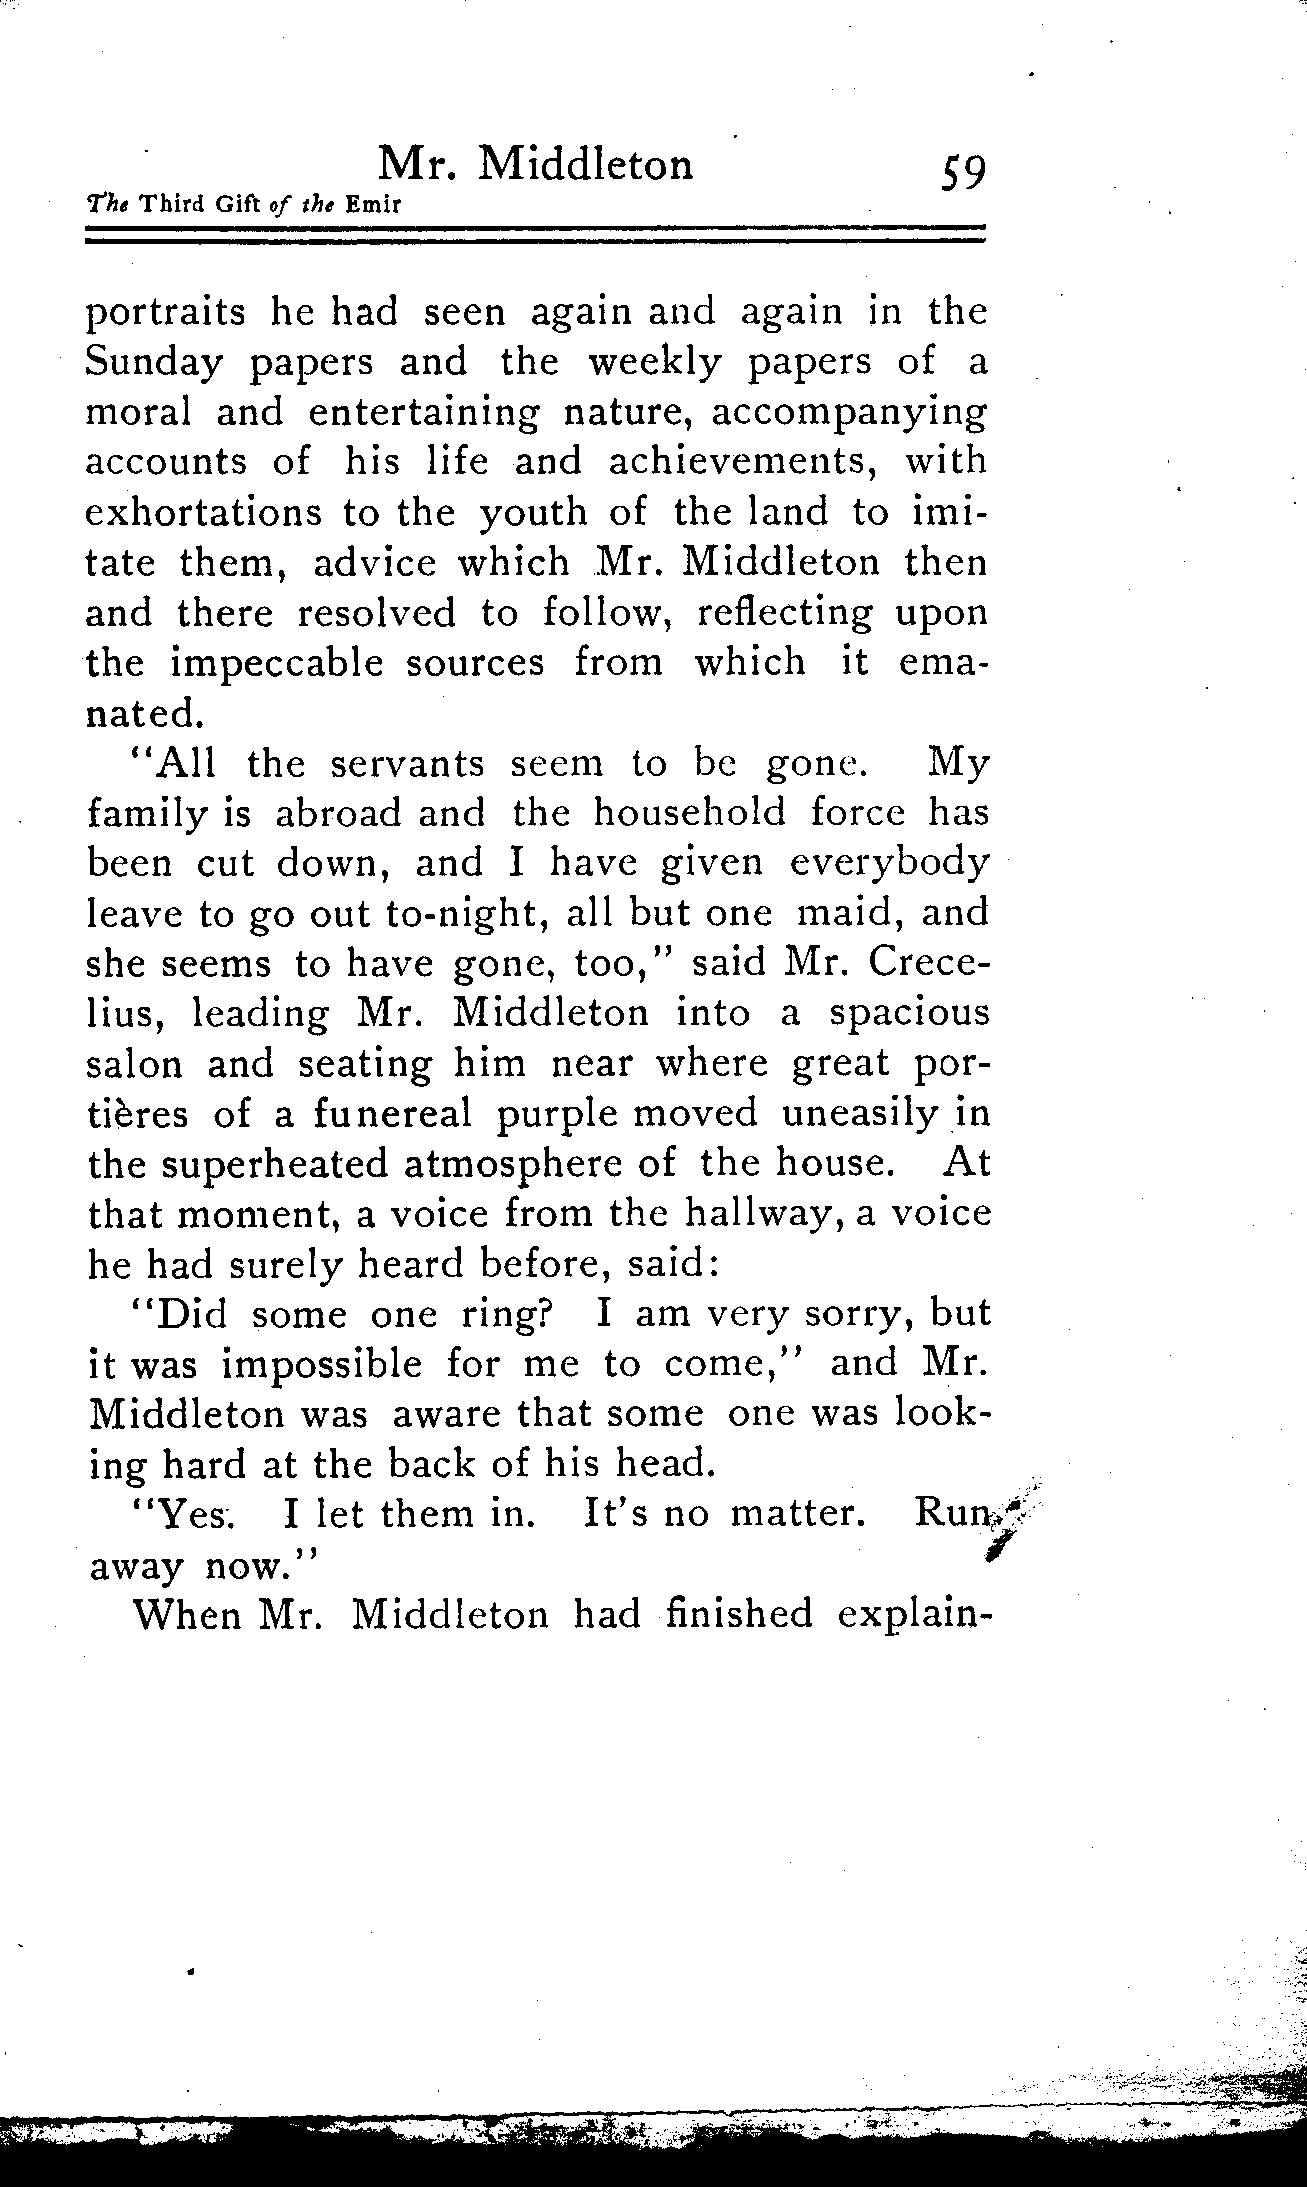 Mr. Middleton 59
The Third Gift of the Emir
portraits he had seen again and again in the
Sunday papers and the weekly papers of a
moral and entertaining nature, accompanying
accounts of his life and achievements, with
exhortations to the youth of the land to imi-
tate them, advice which Mr. Middleton then
and there resolved to follow, reflecting upon
the impeccable sources from which it ema-
nated.
"All the servants seem to be gone. My
family is abroad and the household force has
been cut down, and I have given everybody
leave to go out to-night, all but one maid, and
she seems to have gone, too," said Mr. Crece-
lius, leading Mr. Middleton into a spacious
salon and seating him near where great por-
tières of a funereal purple moved uneasily in
the superheated atmosphere of the house. At
that moment, a voice from the hallway, a voice
he had surely heard before, said:
"Did some one ring? I am very sorry, but
it was impossible for me to come," and Mr.
Middleton was aware that some one was look-
ing hard at the back of his head.
"Yes. I let them in. It's no matter. Run
away now."
When Mr. Middleton had finished explain-